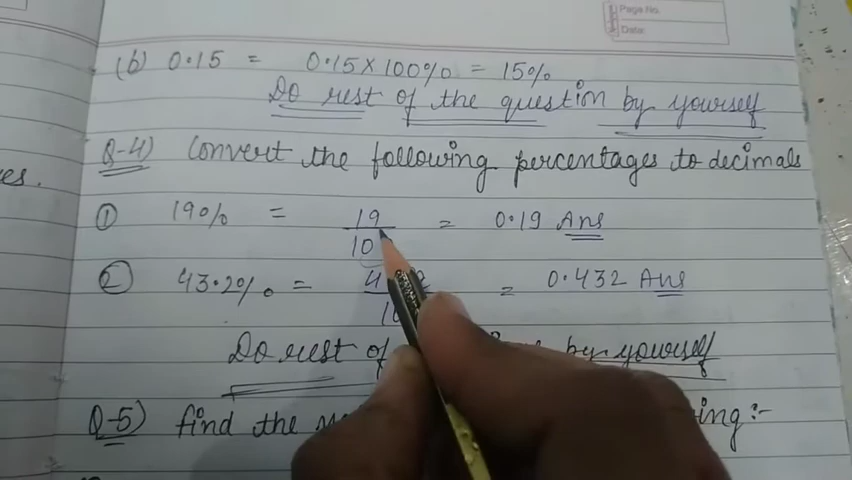 Page No.
Date:
(b) 0.15 = 0.15 × 100% = 15%
Do rest of the question by yourself
Q-4) Convert the following percentages to decimals
es.
① 19% = 19/10 = 0.19 Ans
② 43.2% = = 0.432 Ans
Do rest of by yourself
Q-5) find the ing:-